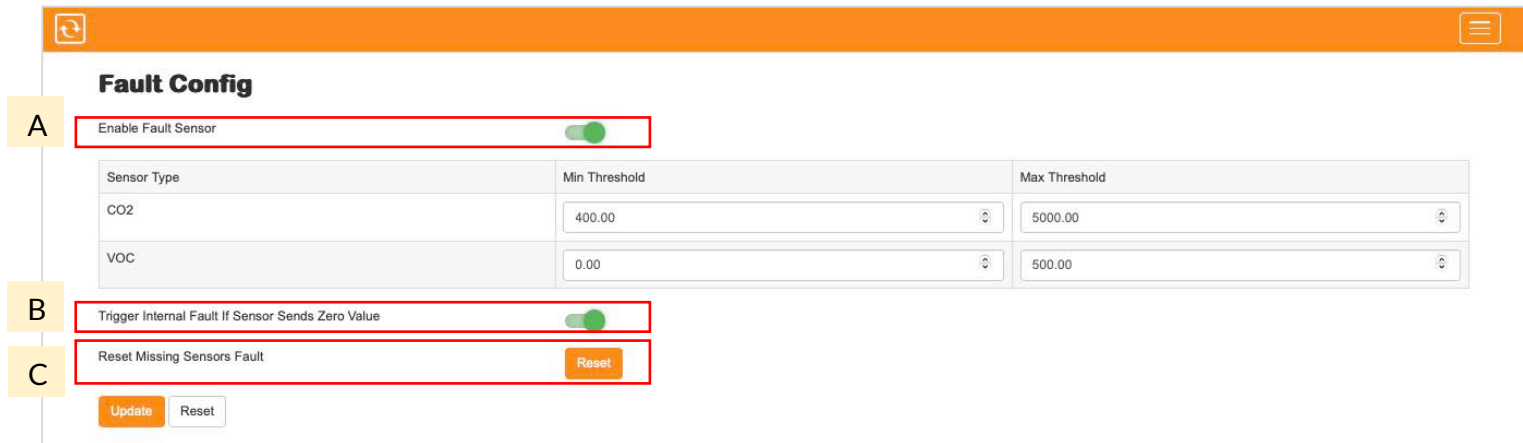 Fault Config
A
Enable Fault Sensor
Sensor Type Min Threshold Max Threshold
CO2 400.00 5000.00
VOC 0.00 500.00
B
Trigger Internal Fault If Sensor Sends Zero Value
C
Reset Missing Sensors Fault Reset
Update Reset